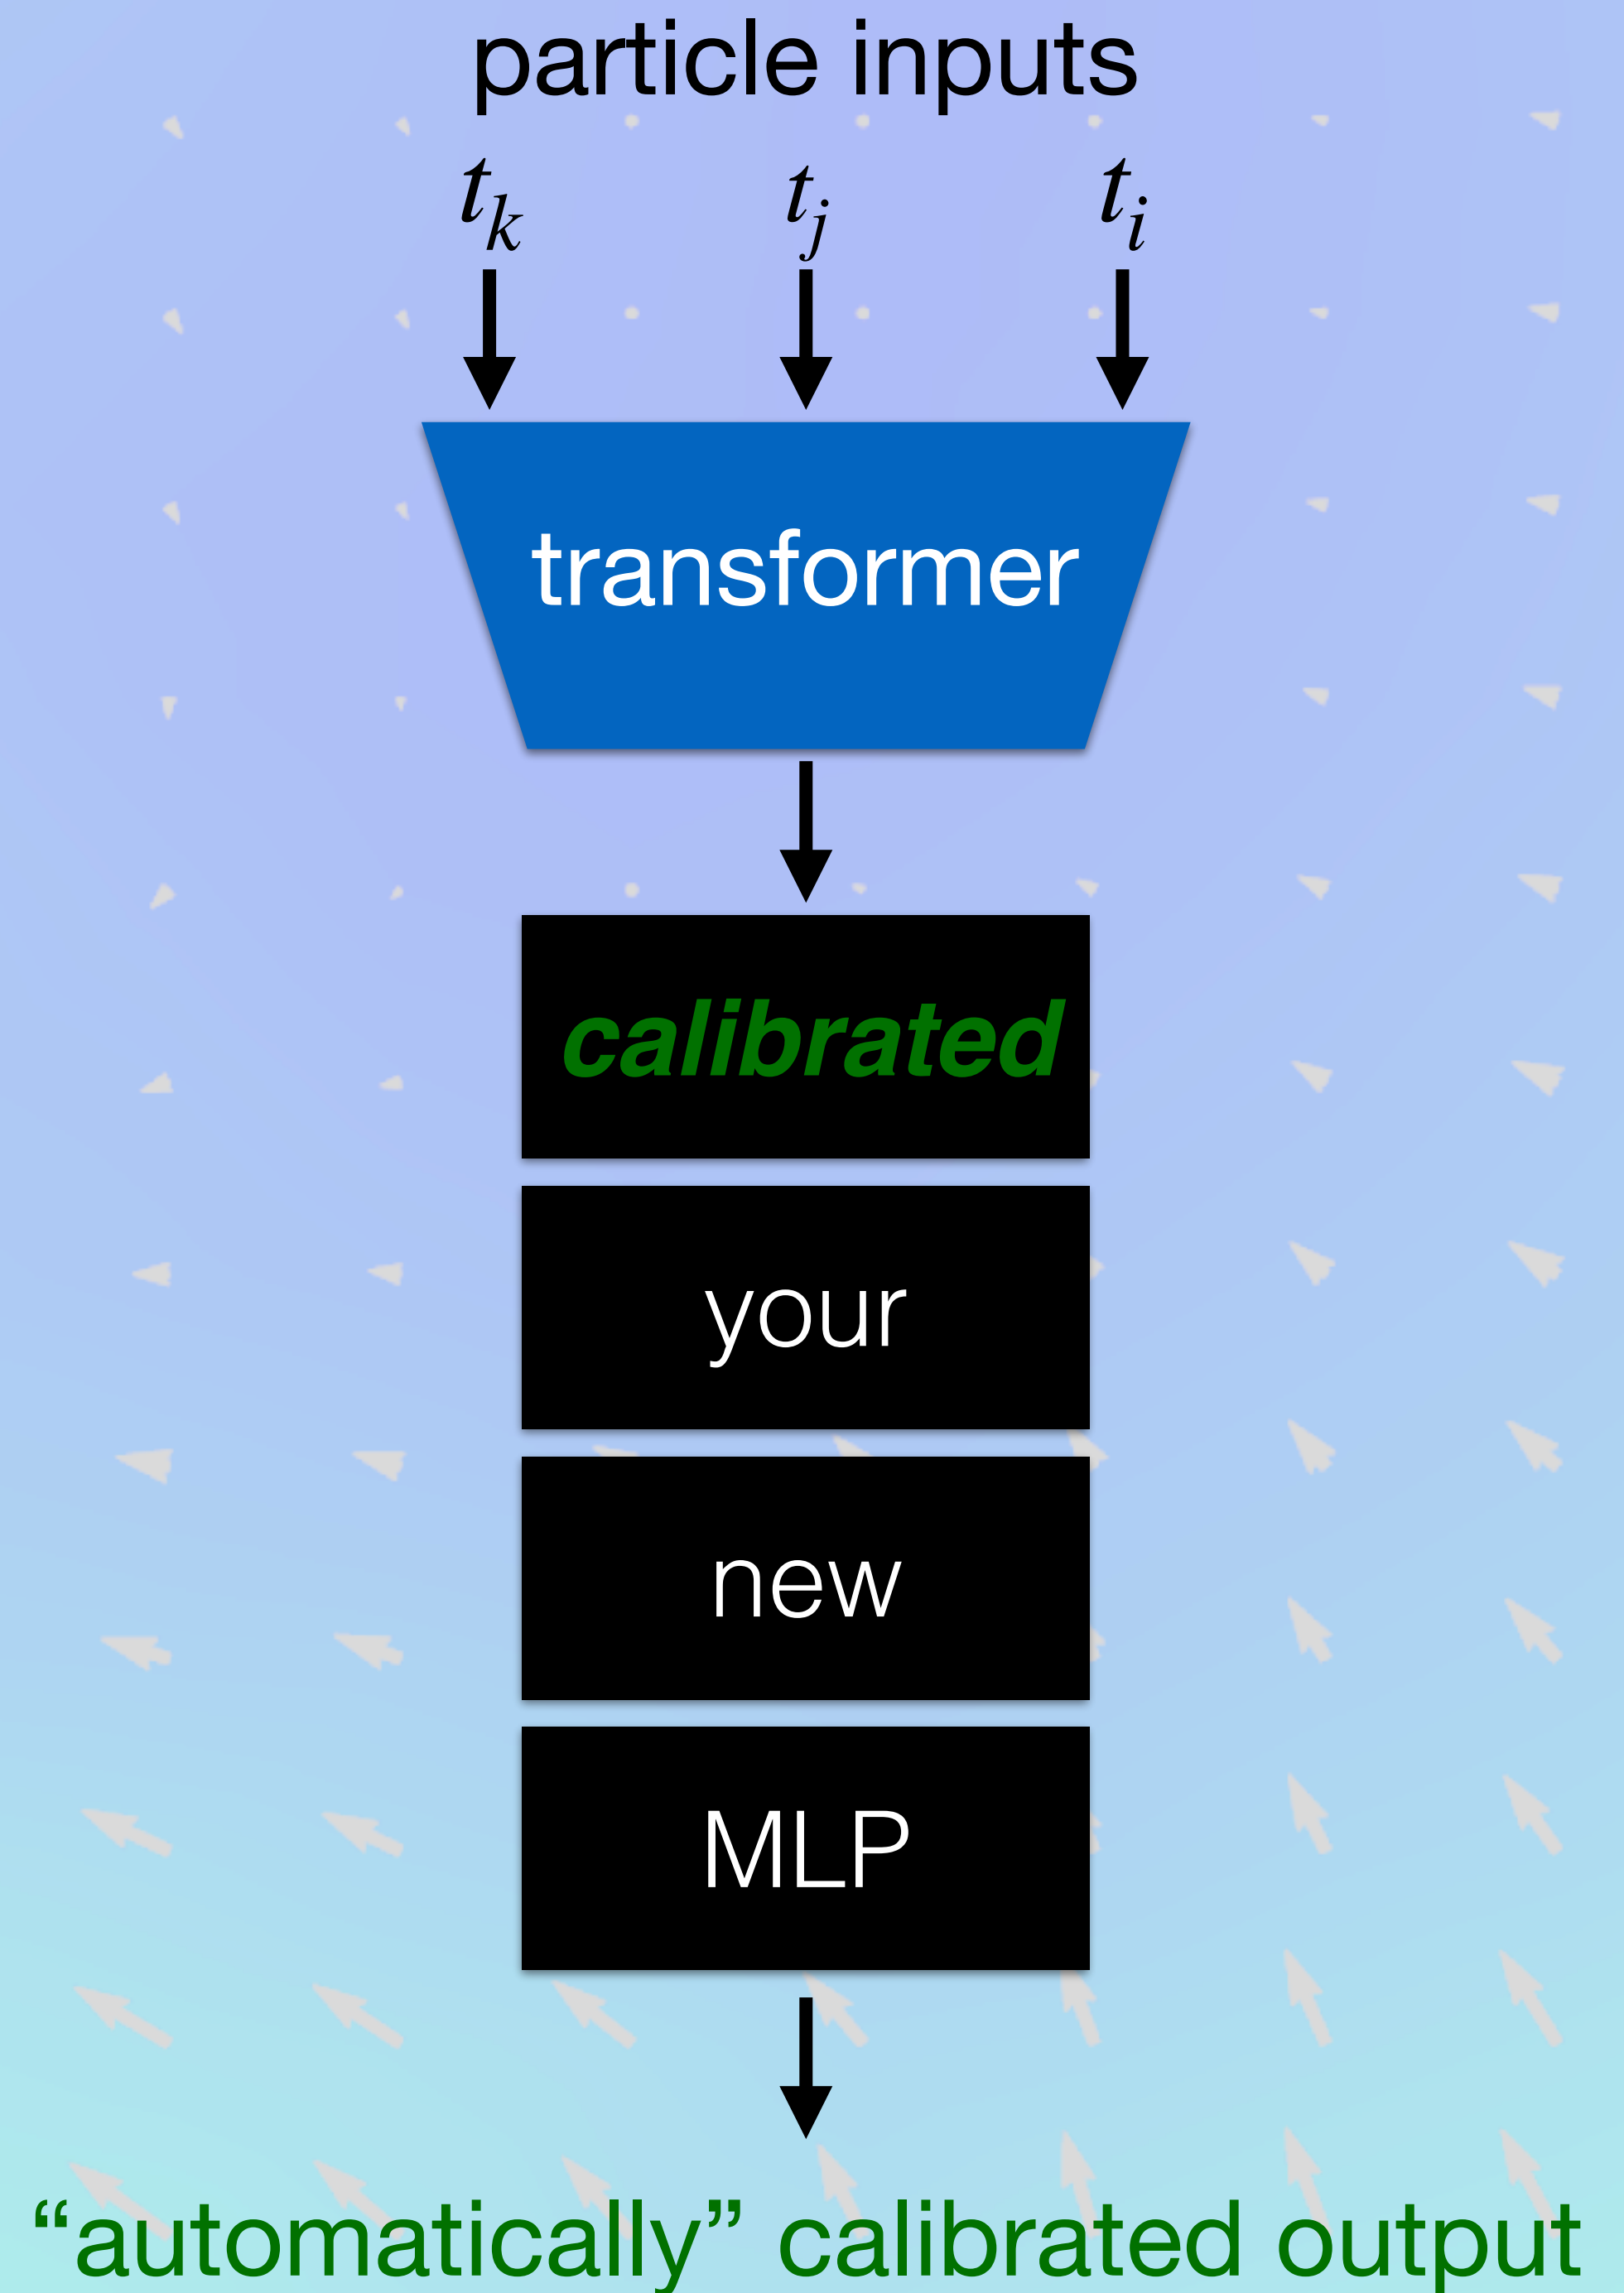 particle inputs
t_k t_j t_i
transformer
calibrated
your
new
MLP
“automatically” calibrated output